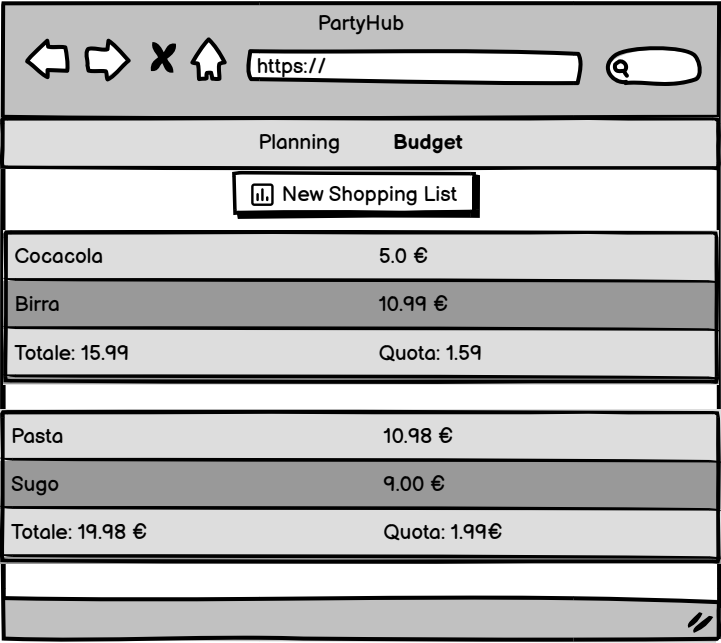 PartyHub
https://
Planning Budget
New Shopping List
Cocacola 5.0 €
Birra 10.99 €
Totale: 15.99 Quota: 1.59
Pasta 10.98 €
Sugo 9.00 €
Totale: 19.98 € Quota: 1.99€